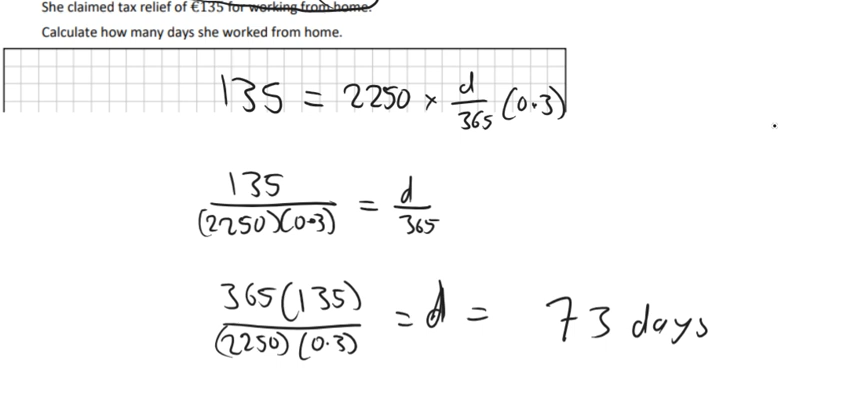 She claimed tax relief of €135 for working from home.
Calculate how many days she worked from home.
135 = 2250 × d/365 (0.3)
135/(2250)(0.3) = d/365
365(135)/(2250)(0.3) = d = 73 days